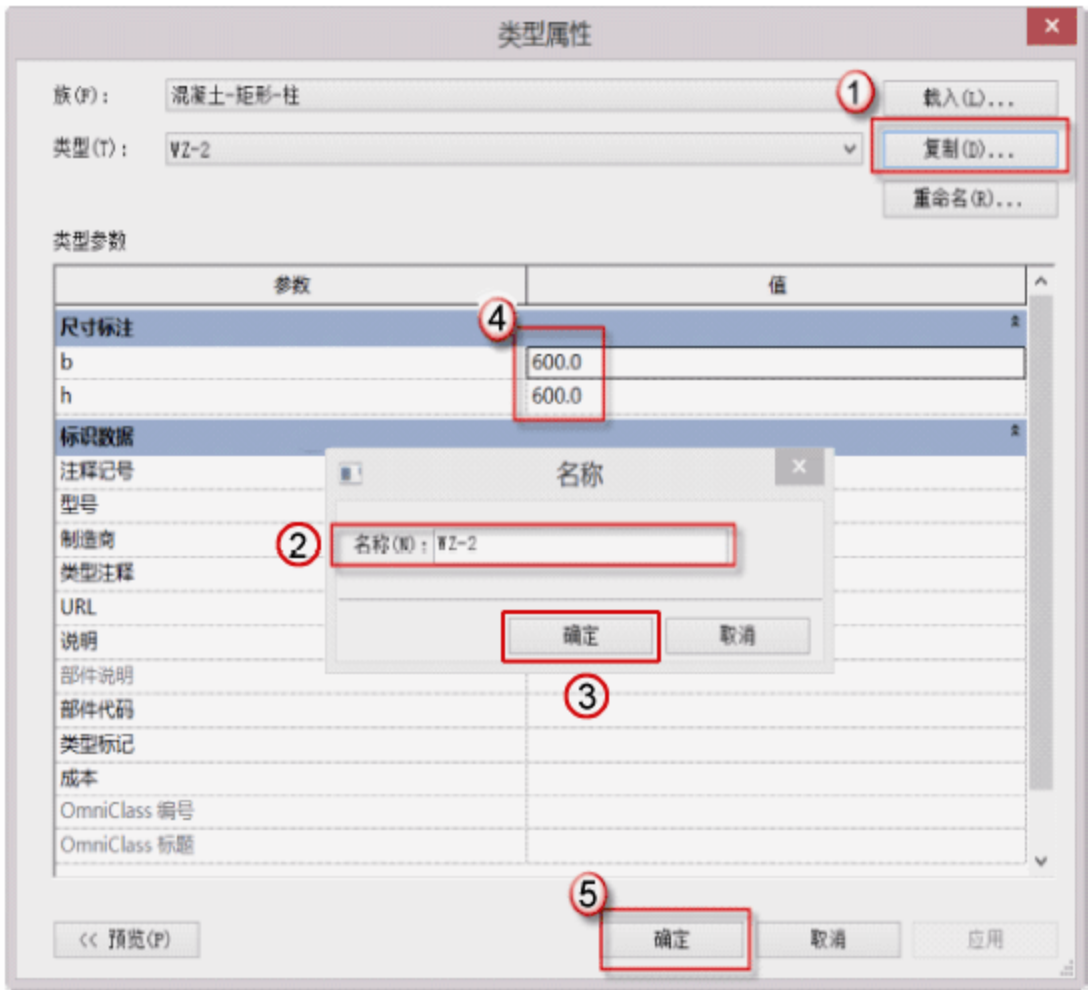 类型属性
族(F): 混凝土-矩形-柱 ① 载入(L)...
类型(T): WZ-2 复制(D)...
重命名(R)...
类型参数
参数 值
尺寸标注 ④
b 600.0
h 600.0
标识数据
注释记号 名称
型号
制造商 ② 名称(N): WZ-2
类型注释
URL
说明 确定 取消
部件说明
部件代码 ③
类型标记
成本
OmniClass 编号
OmniClass 标题
⑤
<< 预览(P) 确定 取消 应用